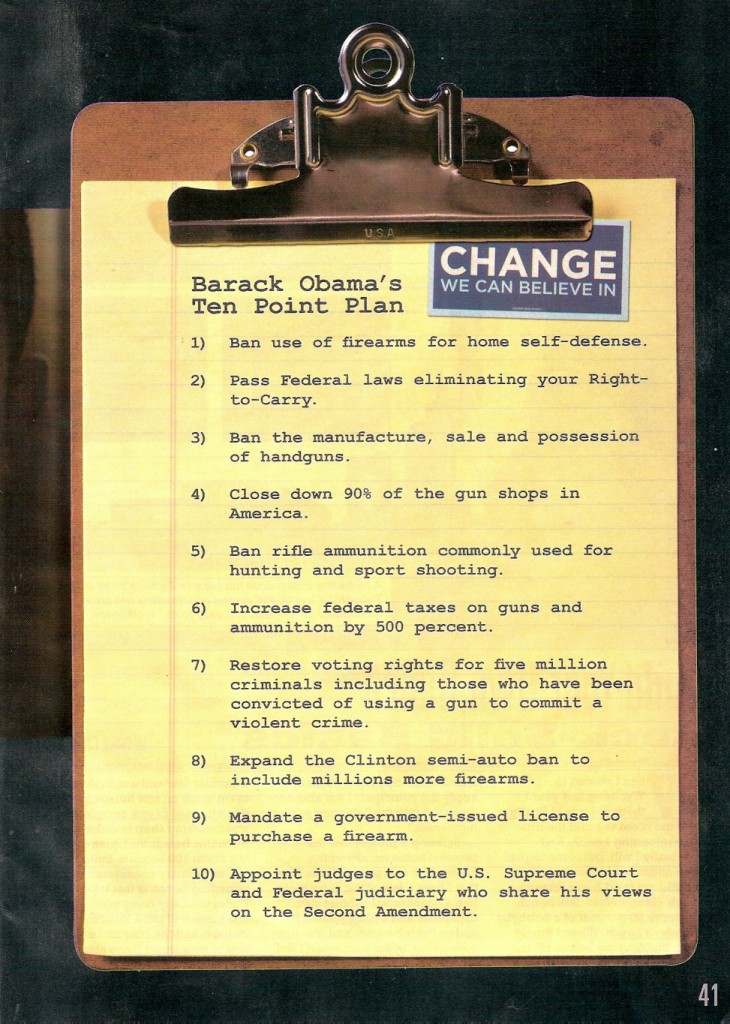 USA
CHANGE
WE CAN BELIEVE IN
Barack Obama's
Ten Point Plan
1) Ban use of firearms for home self-defense.
2) Pass Federal laws eliminating your Right-
to-Carry.
3) Ban the manufacture, sale and possession
of handguns.
4) Close down 90% of the gun shops in
America.
5) Ban rifle ammunition commonly used for
hunting and sport shooting.
6) Increase federal taxes on guns and
ammunition by 500 percent.
7) Restore voting rights for five million
criminals including those who have been
convicted of using a gun to commit a
violent crime.
8) Expand the Clinton semi-auto ban to
include millions more firearms.
9) Mandate a government-issued license to
purchase a firearm.
10) Appoint judges to the U.S. Supreme Court
and Federal judiciary who share his views
on the Second Amendment.
41